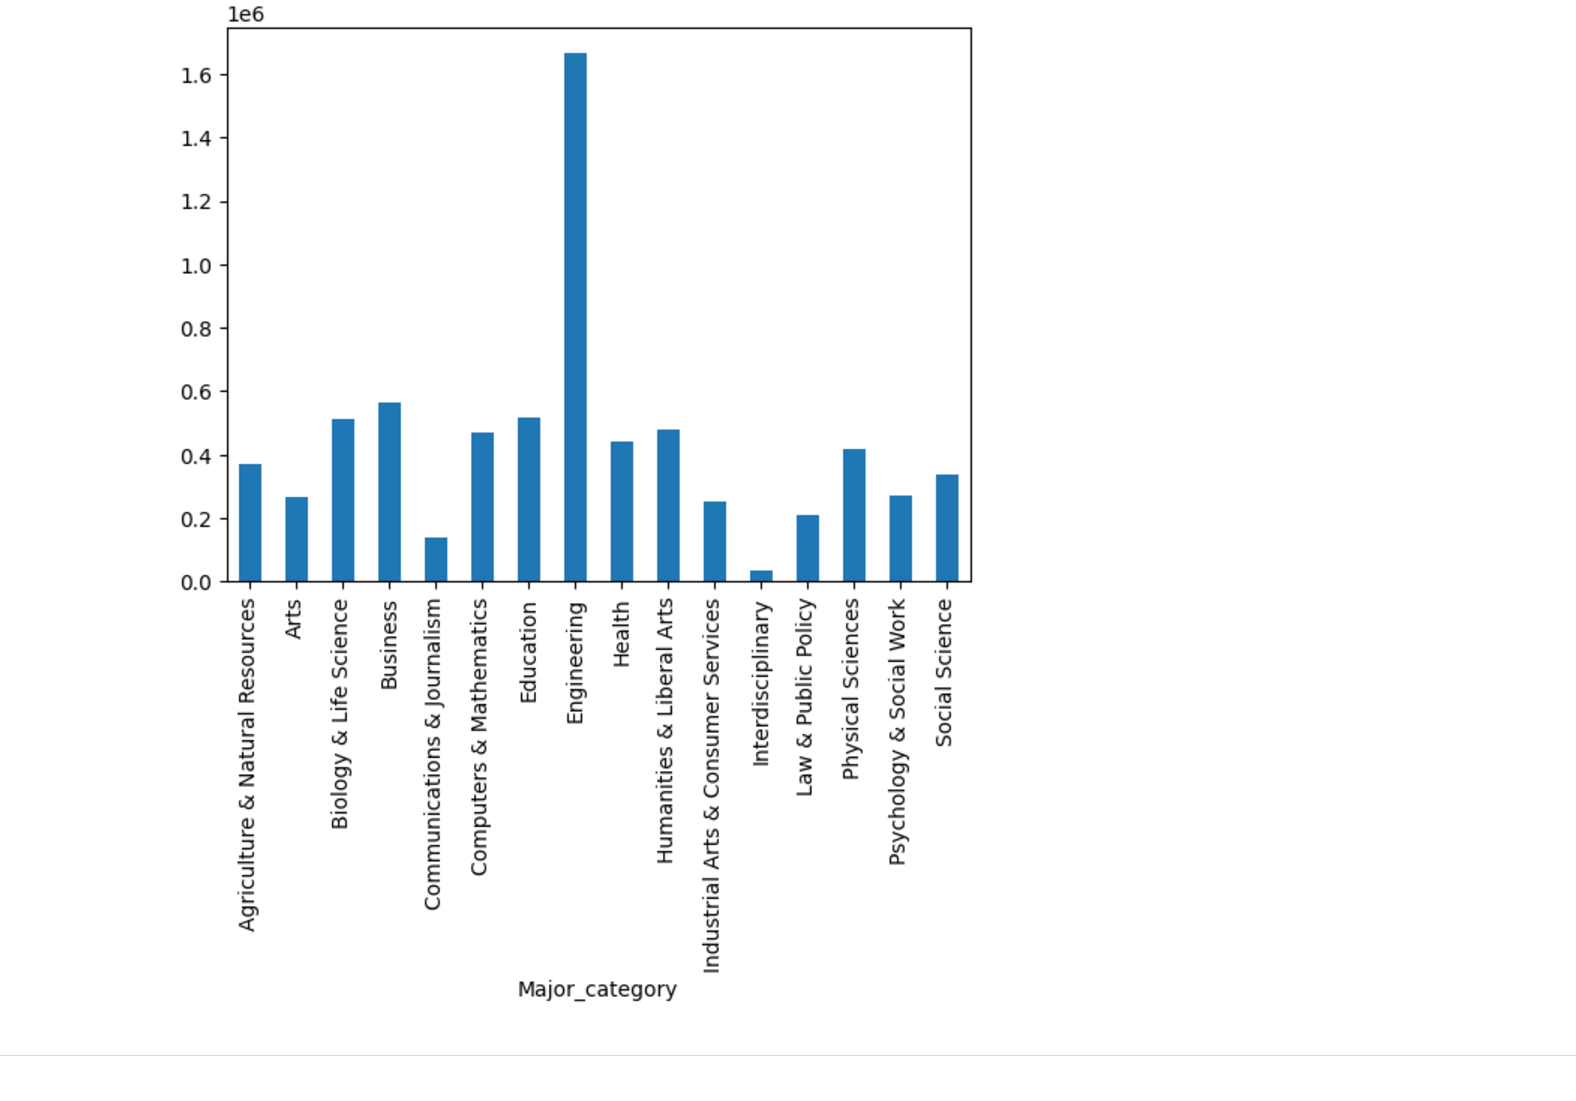 1e6
1.6
1.4
1.2
1.0
0.8
0.6
0.4
0.2
0.0
Agriculture & Natural Resources
Arts
Biology & Life Science
Business
Communications & Journalism
Computers & Mathematics
Education
Engineering
Health
Humanities & Liberal Arts
Industrial Arts & Consumer Services
Interdisciplinary
Law & Public Policy
Physical Sciences
Psychology & Social Work
Social Science
Major_category